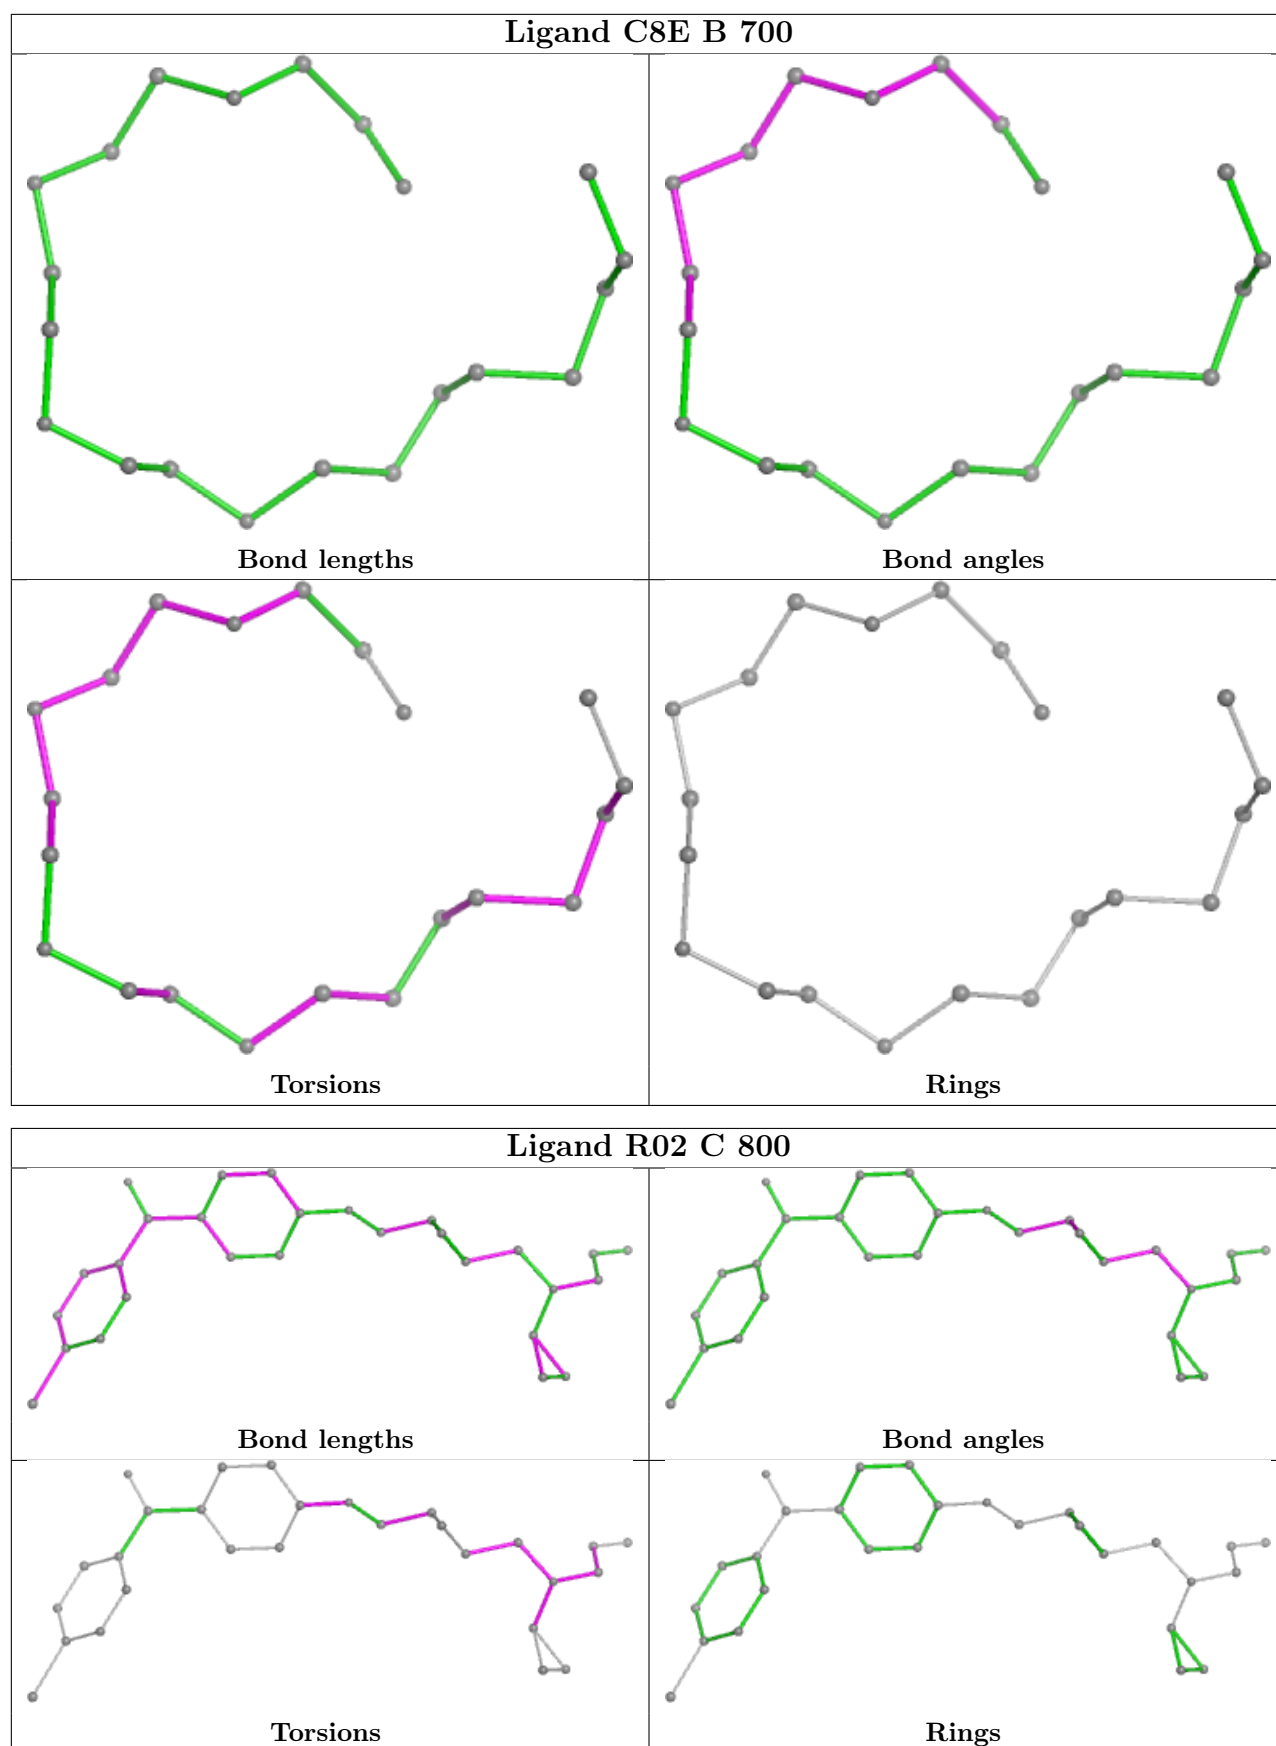 Ligand C8E B 700
Bond lengths
Bond angles
Torsions
Rings
Ligand R02 C 800
Bond lengths
Bond angles
Torsions
Rings